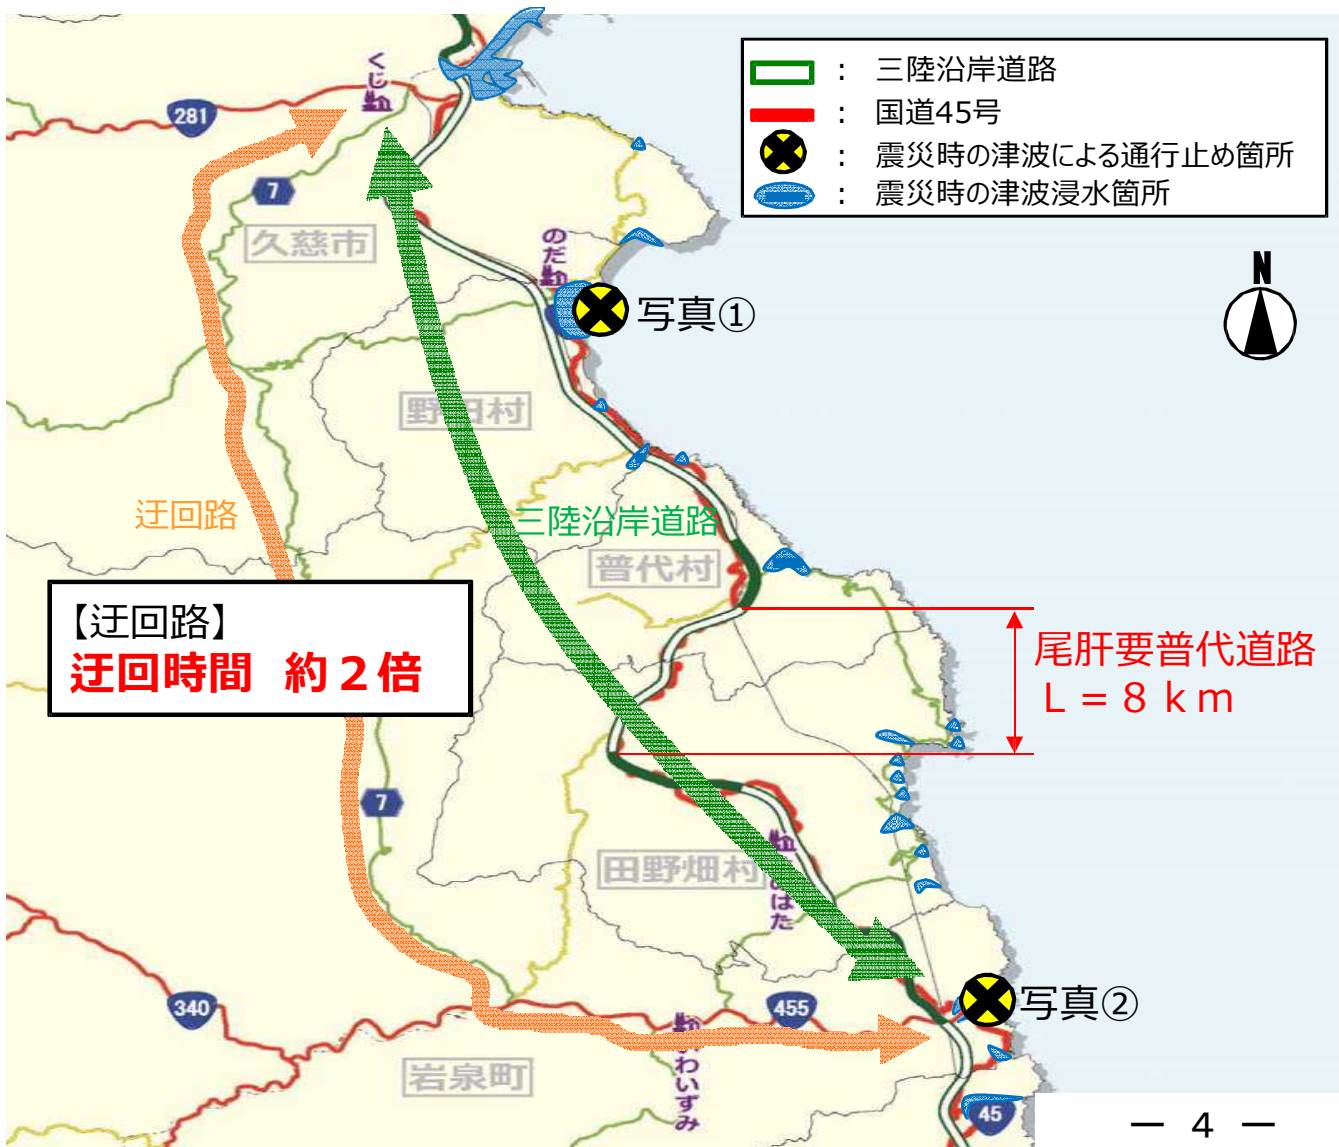 ： 三陸沿岸道路
： 国道45号
： 震災時の津波による通行止め箇所
： 震災時の津波浸水箇所
N
くじ
281
7
久慈市
のだ
写真①
野田村
迂回路
三陸沿岸道路
普代村
【迂回路】
迂回時間 約２倍
尾肝要普代道路
Ｌ＝８ｋｍ
7
田野畑村
はた
340
455
写真②
いわいずみ
岩泉町
45
― 4 ―